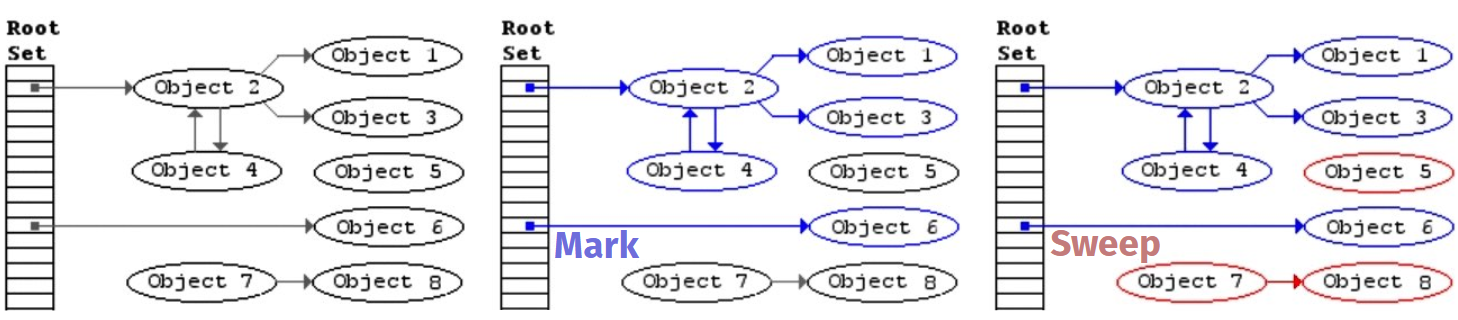 Root
Set
Object 1
Object 2
Object 3
Object 4
Object 5
Object 6
Object 7
Object 8
Root
Set
Object 1
Object 2
Object 3
Object 4
Object 5
Object 6
Mark
Object 7
Object 8
Root
Set
Object 1
Object 2
Object 3
Object 4
Object 5
Object 6
Sweep
Object 7
Object 8